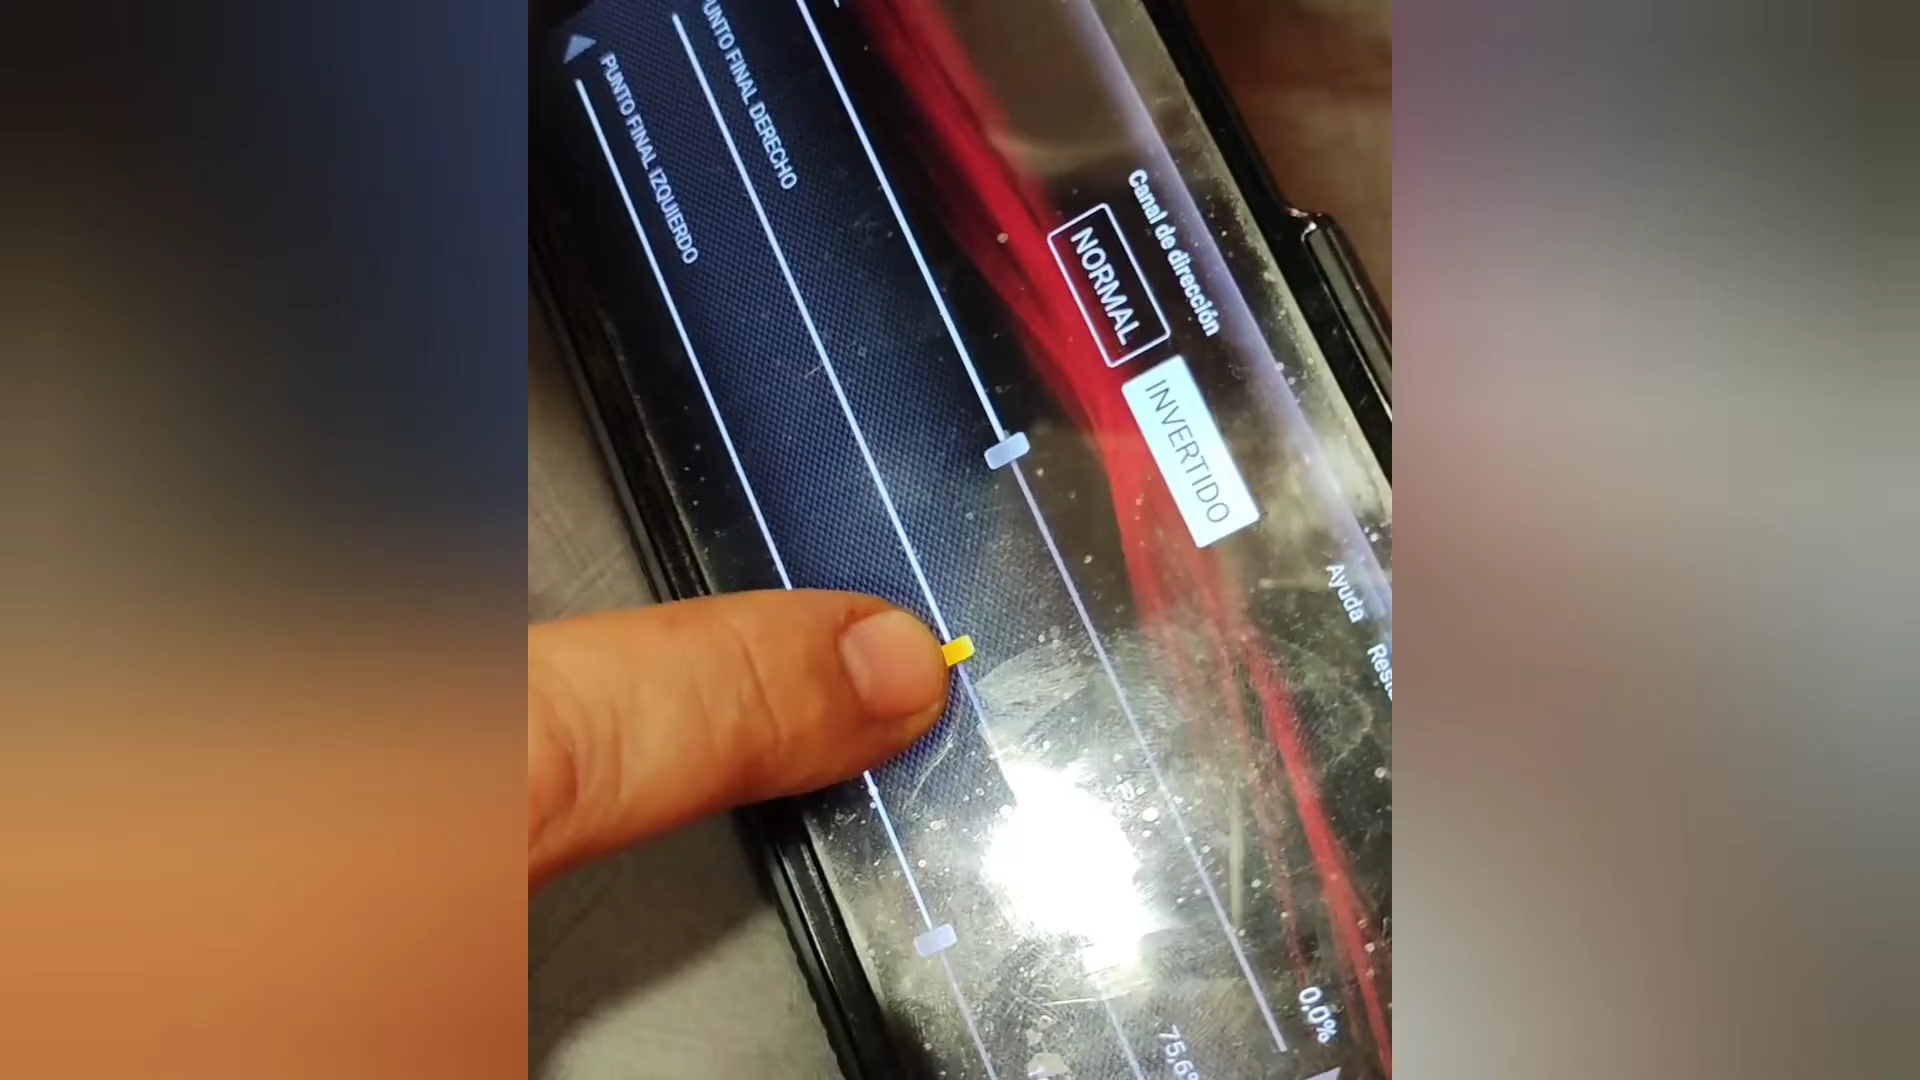 Ayuda
Canal de dirección
NORMAL
INVERTIDO
0.0%
PUNTO FINAL DERECHO
PUNTO FINAL IZQUIERDO